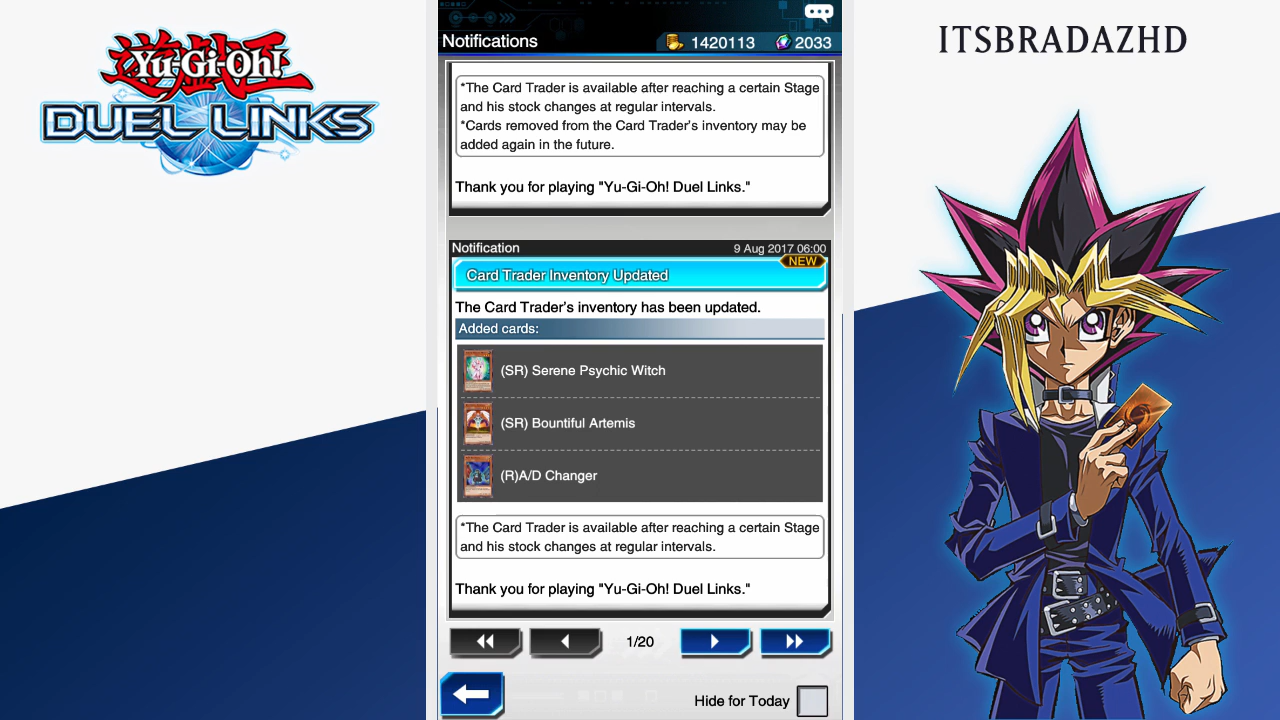 遊戯王
Yu-Gi-Oh!
DUEL LINKS
Notifications
1420113
2033
*The Card Trader is available after reaching a certain Stage
and his stock changes at regular intervals.
*Cards removed from the Card Trader's inventory may be
added again in the future.
Thank you for playing "Yu-Gi-Oh! Duel Links."
Notification
9 Aug 2017 06:00
NEW
Card Trader Inventory Updated
The Card Trader's inventory has been updated.
Added cards:
(SR) Serene Psychic Witch
(SR) Bountiful Artemis
(R)A/D Changer
*The Card Trader is available after reaching a certain Stage
and his stock changes at regular intervals.
Thank you for playing "Yu-Gi-Oh! Duel Links."
1/20
Hide for Today
ITSBRADAZHD